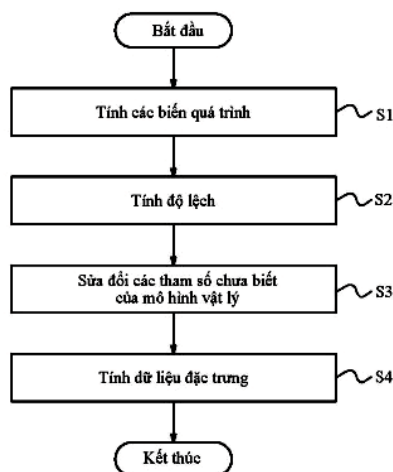 Bắt đầu
Tính các biến quá trình
S1
Tính độ lệch
S2
Sửa đổi các tham số chưa biết
của mô hình vật lý
S3
Tính dữ liệu đặc trưng
S4
Kết thúc